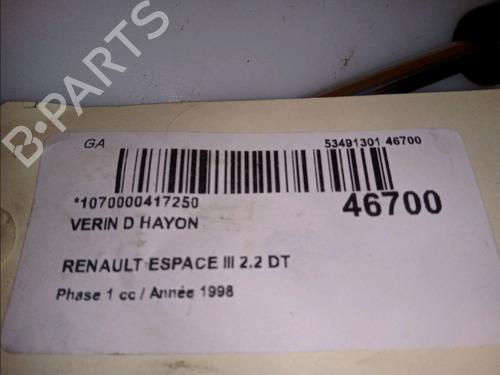 B-PARTS
GA 53491301 46700
*1070000417250 46700
VERIN D HAYON
RENAULT ESPACE III 2.2 DT
Phase 1 cc / Année 1998